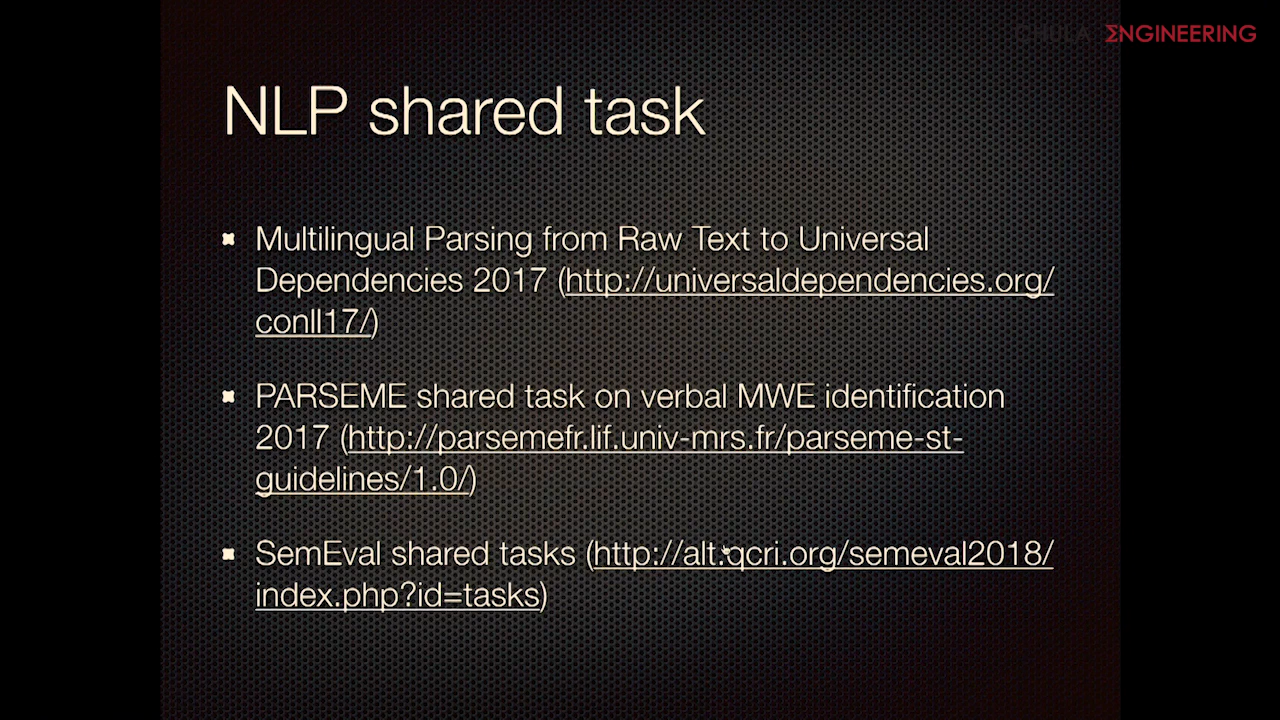 CHULA ΣNGINEERING
NLP shared task
Multilingual Parsing from Raw Text to Universal
Dependencies 2017 (http://universaldependencies.org/
conll17/)
PARSEME shared task on verbal MWE identification
2017 (http://parsemefr.lif.univ-mrs.fr/parseme-st-
guidelines/1.0/)
SemEval shared tasks (http://alt.qcri.org/semeval2018/
index.php?id=tasks)